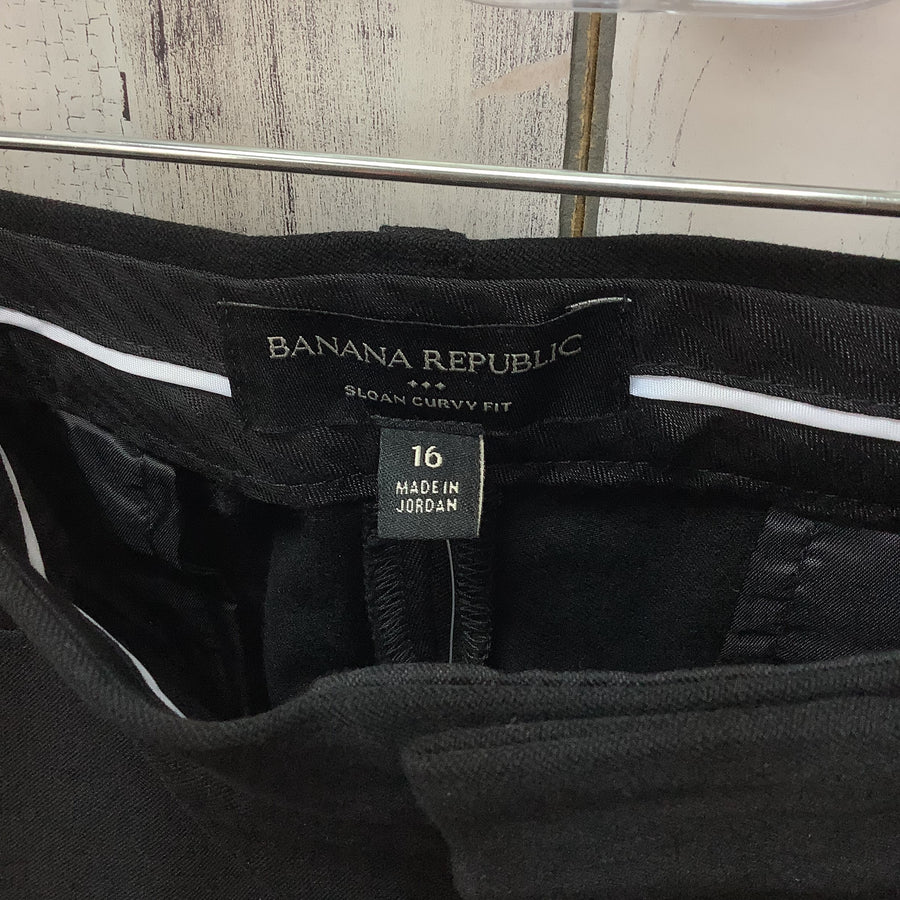 BANANA REPUBLIC
SLOAN CURVY FIT
16
MADE IN
JORDAN